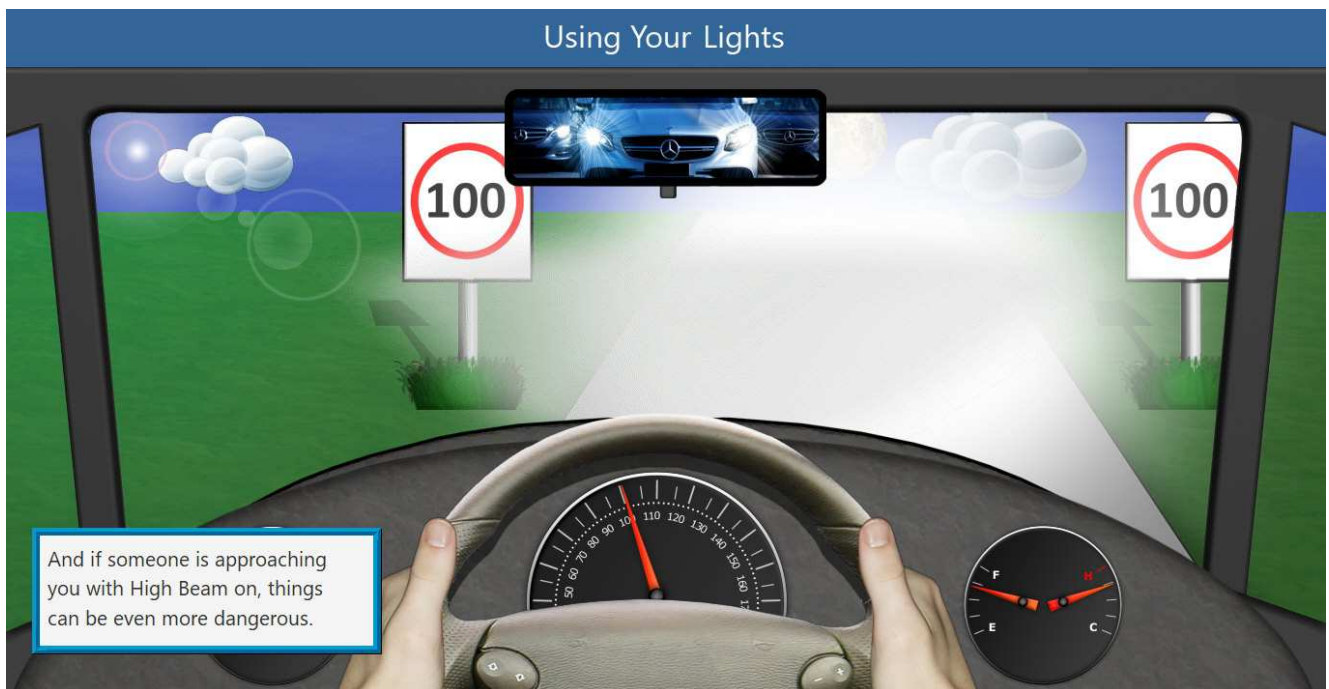 Using Your Lights
100
100
50 60 70 80 90 100 110 120 130 140 150 160
F
E
H
C
- +
And if someone is approaching
you with High Beam on, things
can be even more dangerous.